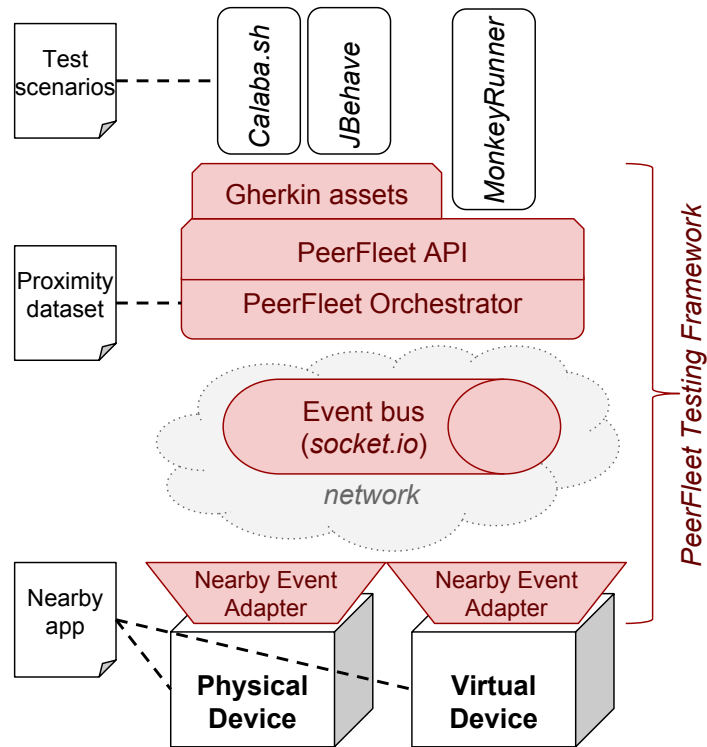 Test
scenarios
Calaba.sh
JBehave
MonkeyRunner
Gherkin assets
PeerFleet API
Proximity
dataset
PeerFleet Orchestrator
Event bus
(socket.io)
network
PeerFleet Testing Framework
Nearby
app
Nearby Event
Adapter
Nearby Event
Adapter
Physical
Device
Virtual
Device